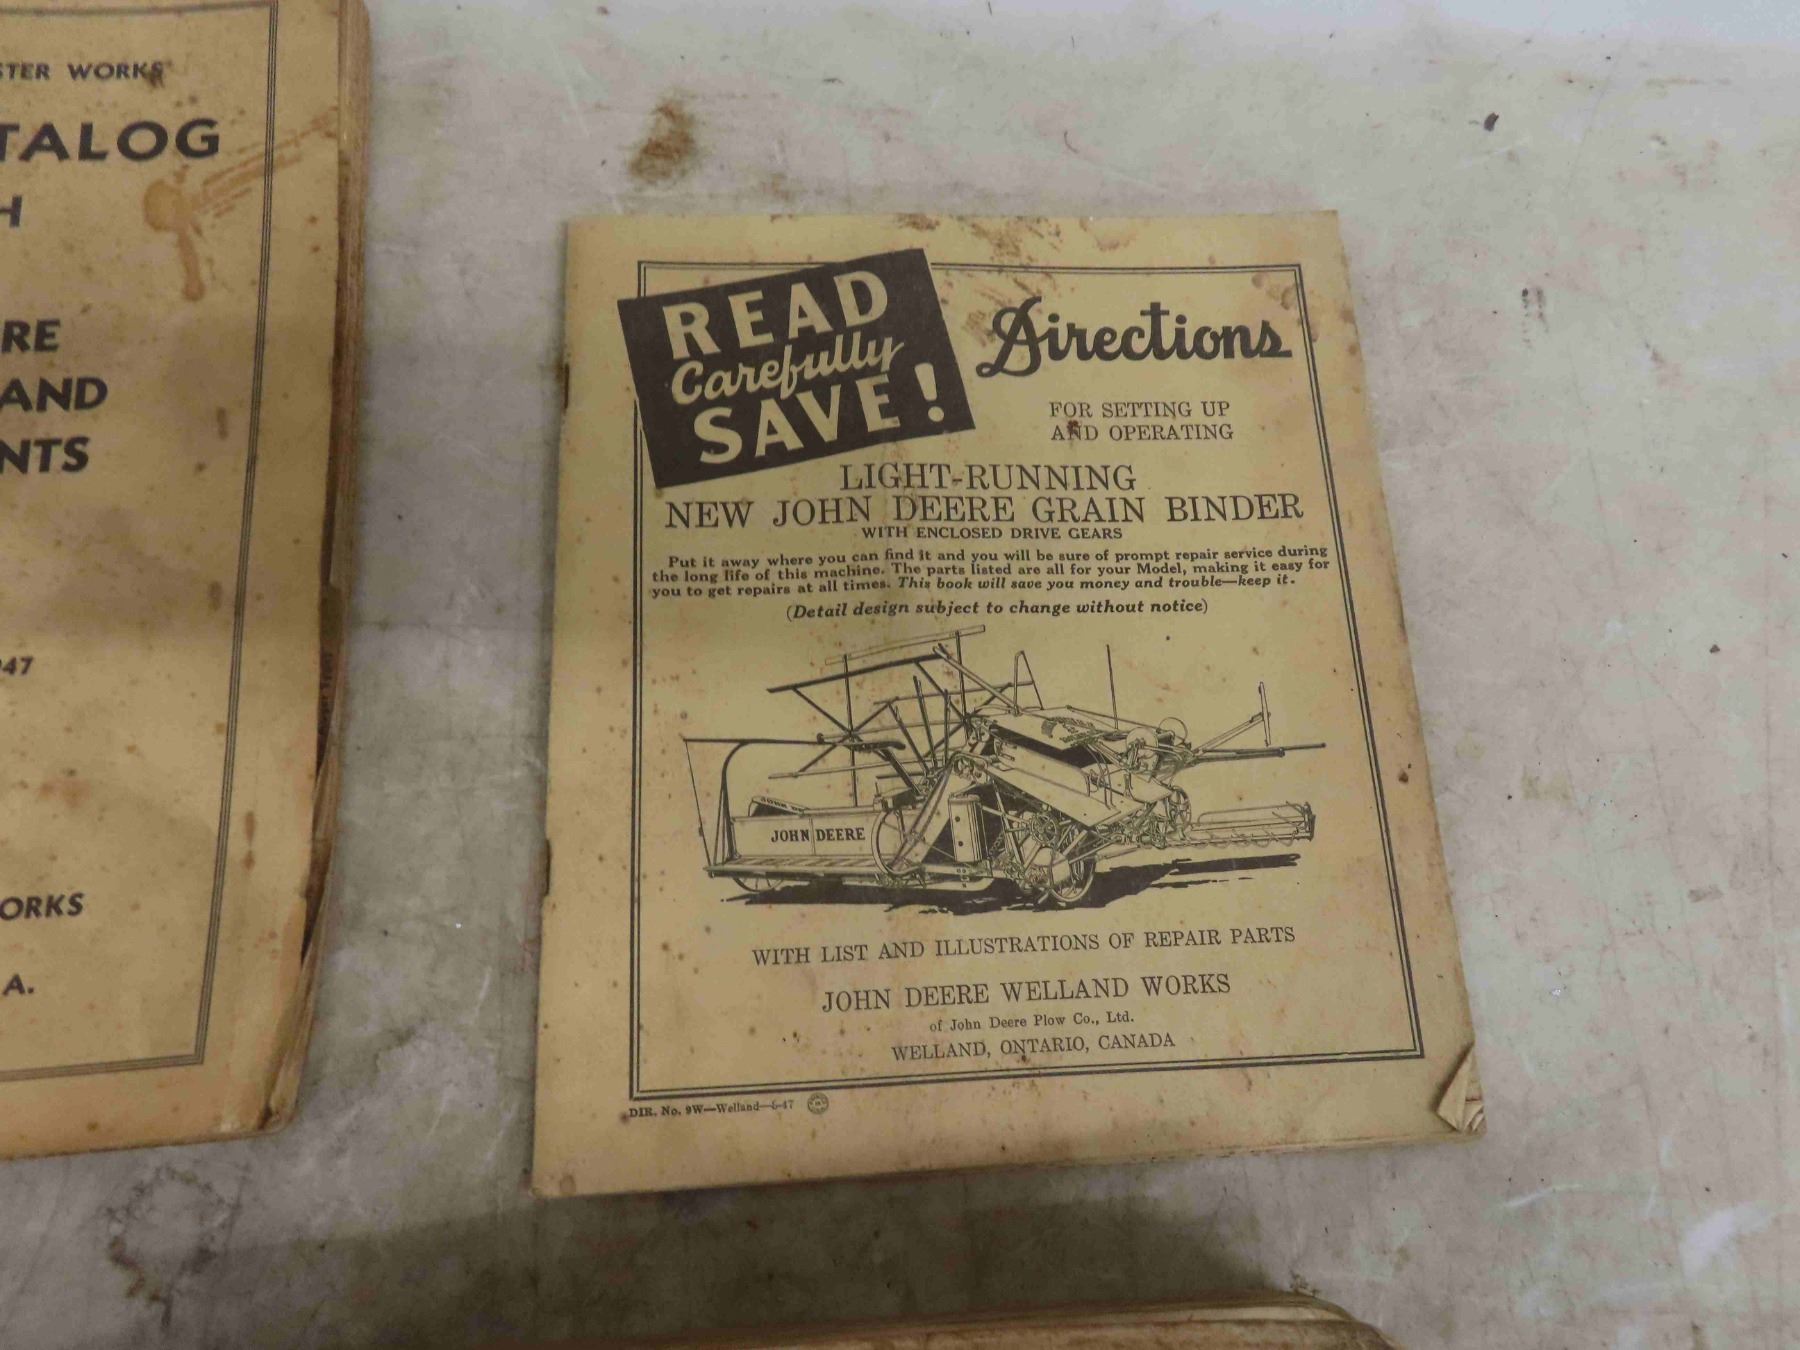 STER WORKS
TALOG
H
RE
AND
NTS
947
ORKS
A.
READ
Carefully
SAVE!
Directions
FOR SETTING UP
AND OPERATING
LIGHT-RUNNING
NEW JOHN DEERE GRAIN BINDER
WITH ENCLOSED DRIVE GEARS
Put it away where you can find it and you will be sure of prompt repair service during
the long life of this machine. The parts listed are all for your Model, making it easy for
you to get repairs at all times. This book will save you money and trouble—keep it.
(Detail design subject to change without notice)
JOHN DE
JOHN DEERE
WITH LIST AND ILLUSTRATIONS OF REPAIR PARTS
JOHN DEERE WELLAND WORKS
of John Deere Plow Co., Ltd.
WELLAND, ONTARIO, CANADA
DIR. No. 9W—Welland—